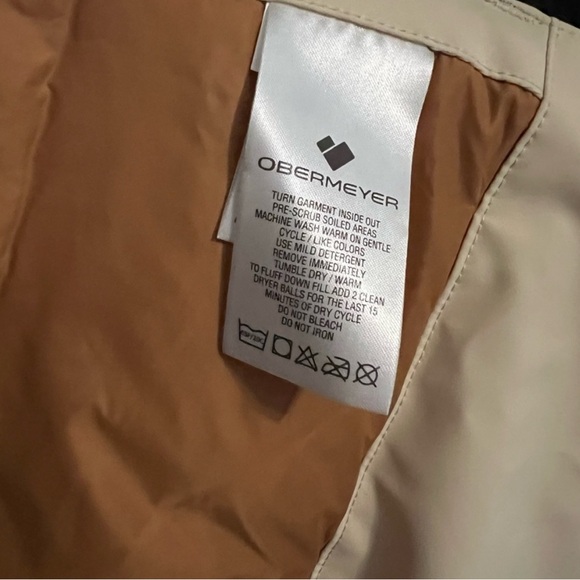 OBERMEYER
TURN GARMENT INSIDE OUT
PRE-SCRUB SOILED AREAS
MACHINE WASH WARM ON GENTLE
CYCLE / LIKE COLORS
USE MILD DETERGENT
REMOVE IMMEDIATELY
TUMBLE DRY / WARM
TO FLUFF DOWN FILL ADD 2 CLEAN
DRYER BALLS FOR THE LAST 15
MINUTES OF DRY CYCLE
DO NOT BLEACH
DO NOT IRON